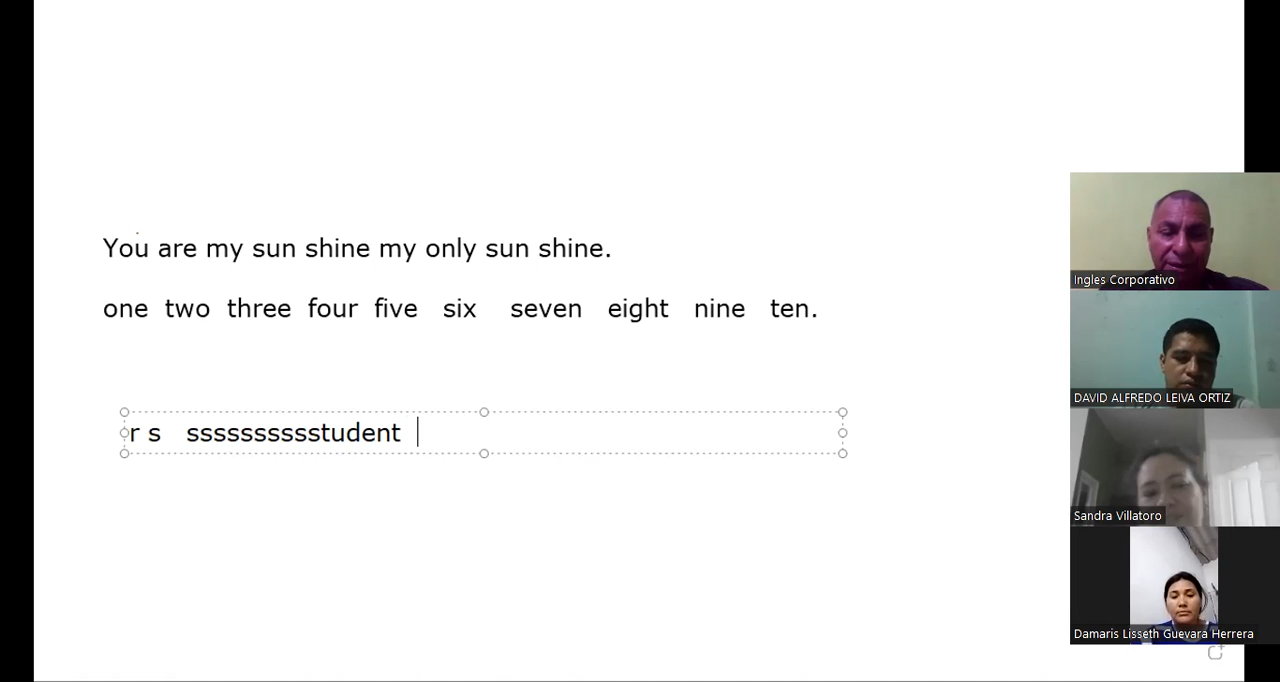 You are my sun shine my only sun shine.
one two three four five six seven eight nine ten.
r s ssssssssssstudent
Ingles Corporativo
DAVID ALFREDO LEIVA ORTIZ
Sandra Villatoro
Damaris Lisseth Guevara Herrera